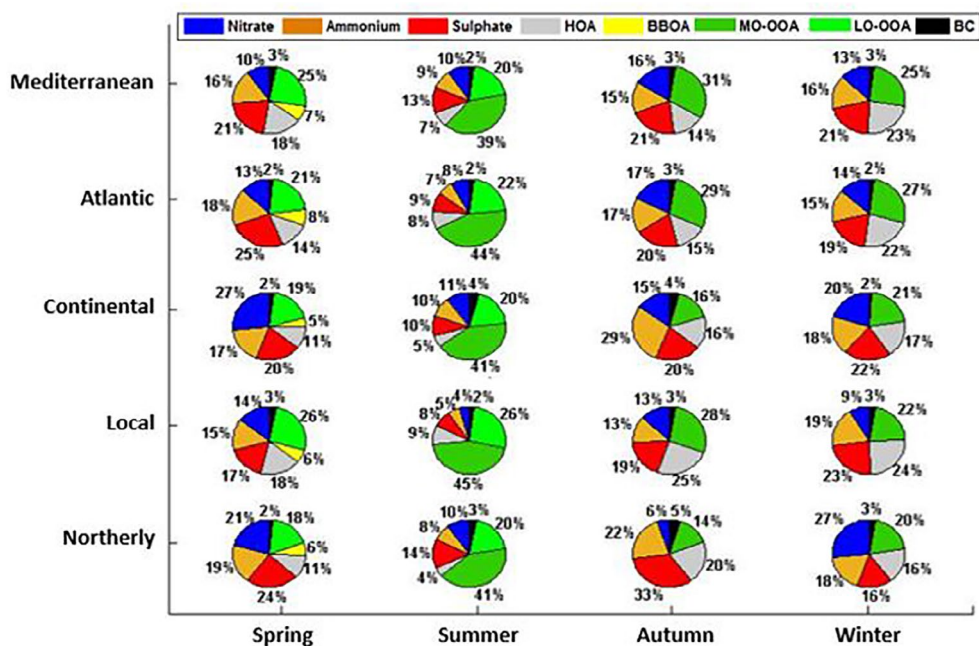 Nitrate Ammonium Sulphate HOA BBOA MO-OOA LO-OOA BC
Mediterranean
10% 3% 25% 7% 18% 21% 16%
10% 2% 20% 39% 7% 13% 9%
16% 3% 31% 14% 21% 15%
13% 3% 25% 23% 21% 16%
Atlantic
13% 2% 21% 8% 14% 25% 18%
8% 2% 22% 44% 8% 9% 7%
17% 3% 29% 15% 20% 17%
14% 2% 27% 22% 19% 15%
Continental
27% 2% 19% 5% 11% 20% 17%
11% 4% 20% 41% 5% 10% 10%
15% 4% 16% 16% 20% 29%
20% 2% 21% 17% 22% 18%
Local
14% 3% 26% 6% 18% 17% 15%
4% 2% 26% 45% 9% 8% 5%
13% 3% 28% 25% 19% 13%
9% 3% 22% 24% 23% 19%
Northerly
21% 2% 18% 6% 11% 24% 19%
10% 3% 20% 41% 4% 14% 8%
6% 5% 14% 20% 33% 22%
27% 3% 20% 16% 16% 18%
Spring Summer Autumn Winter